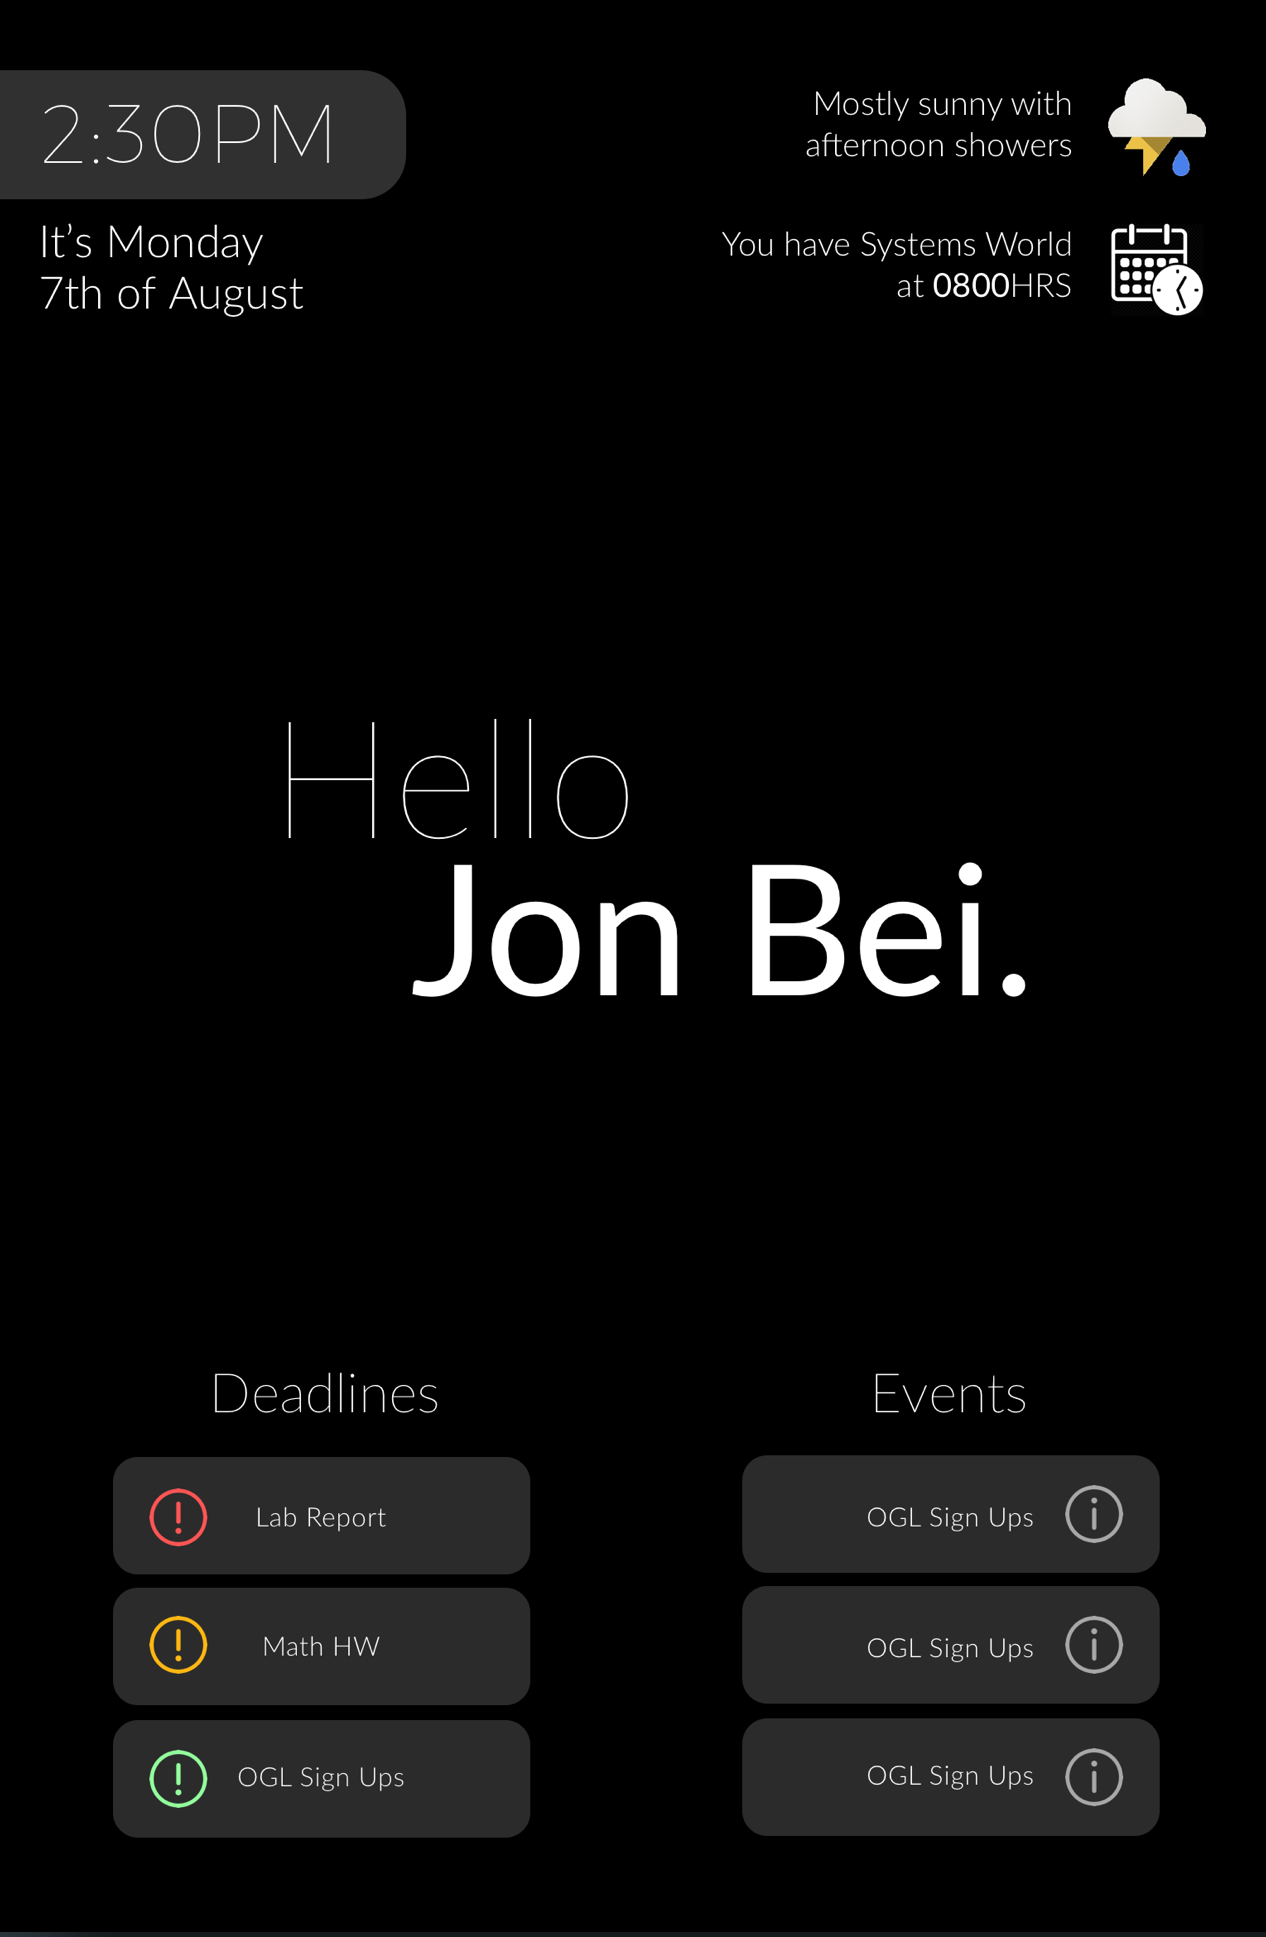 2:30PM
It’s Monday
7th of August
Mostly sunny with
afternoon showers
You have Systems World
at 0800HRS
Hello
Jon Bei.
Deadlines
Lab Report
Math HW
OGL Sign Ups
Events
OGL Sign Ups
OGL Sign Ups
OGL Sign Ups